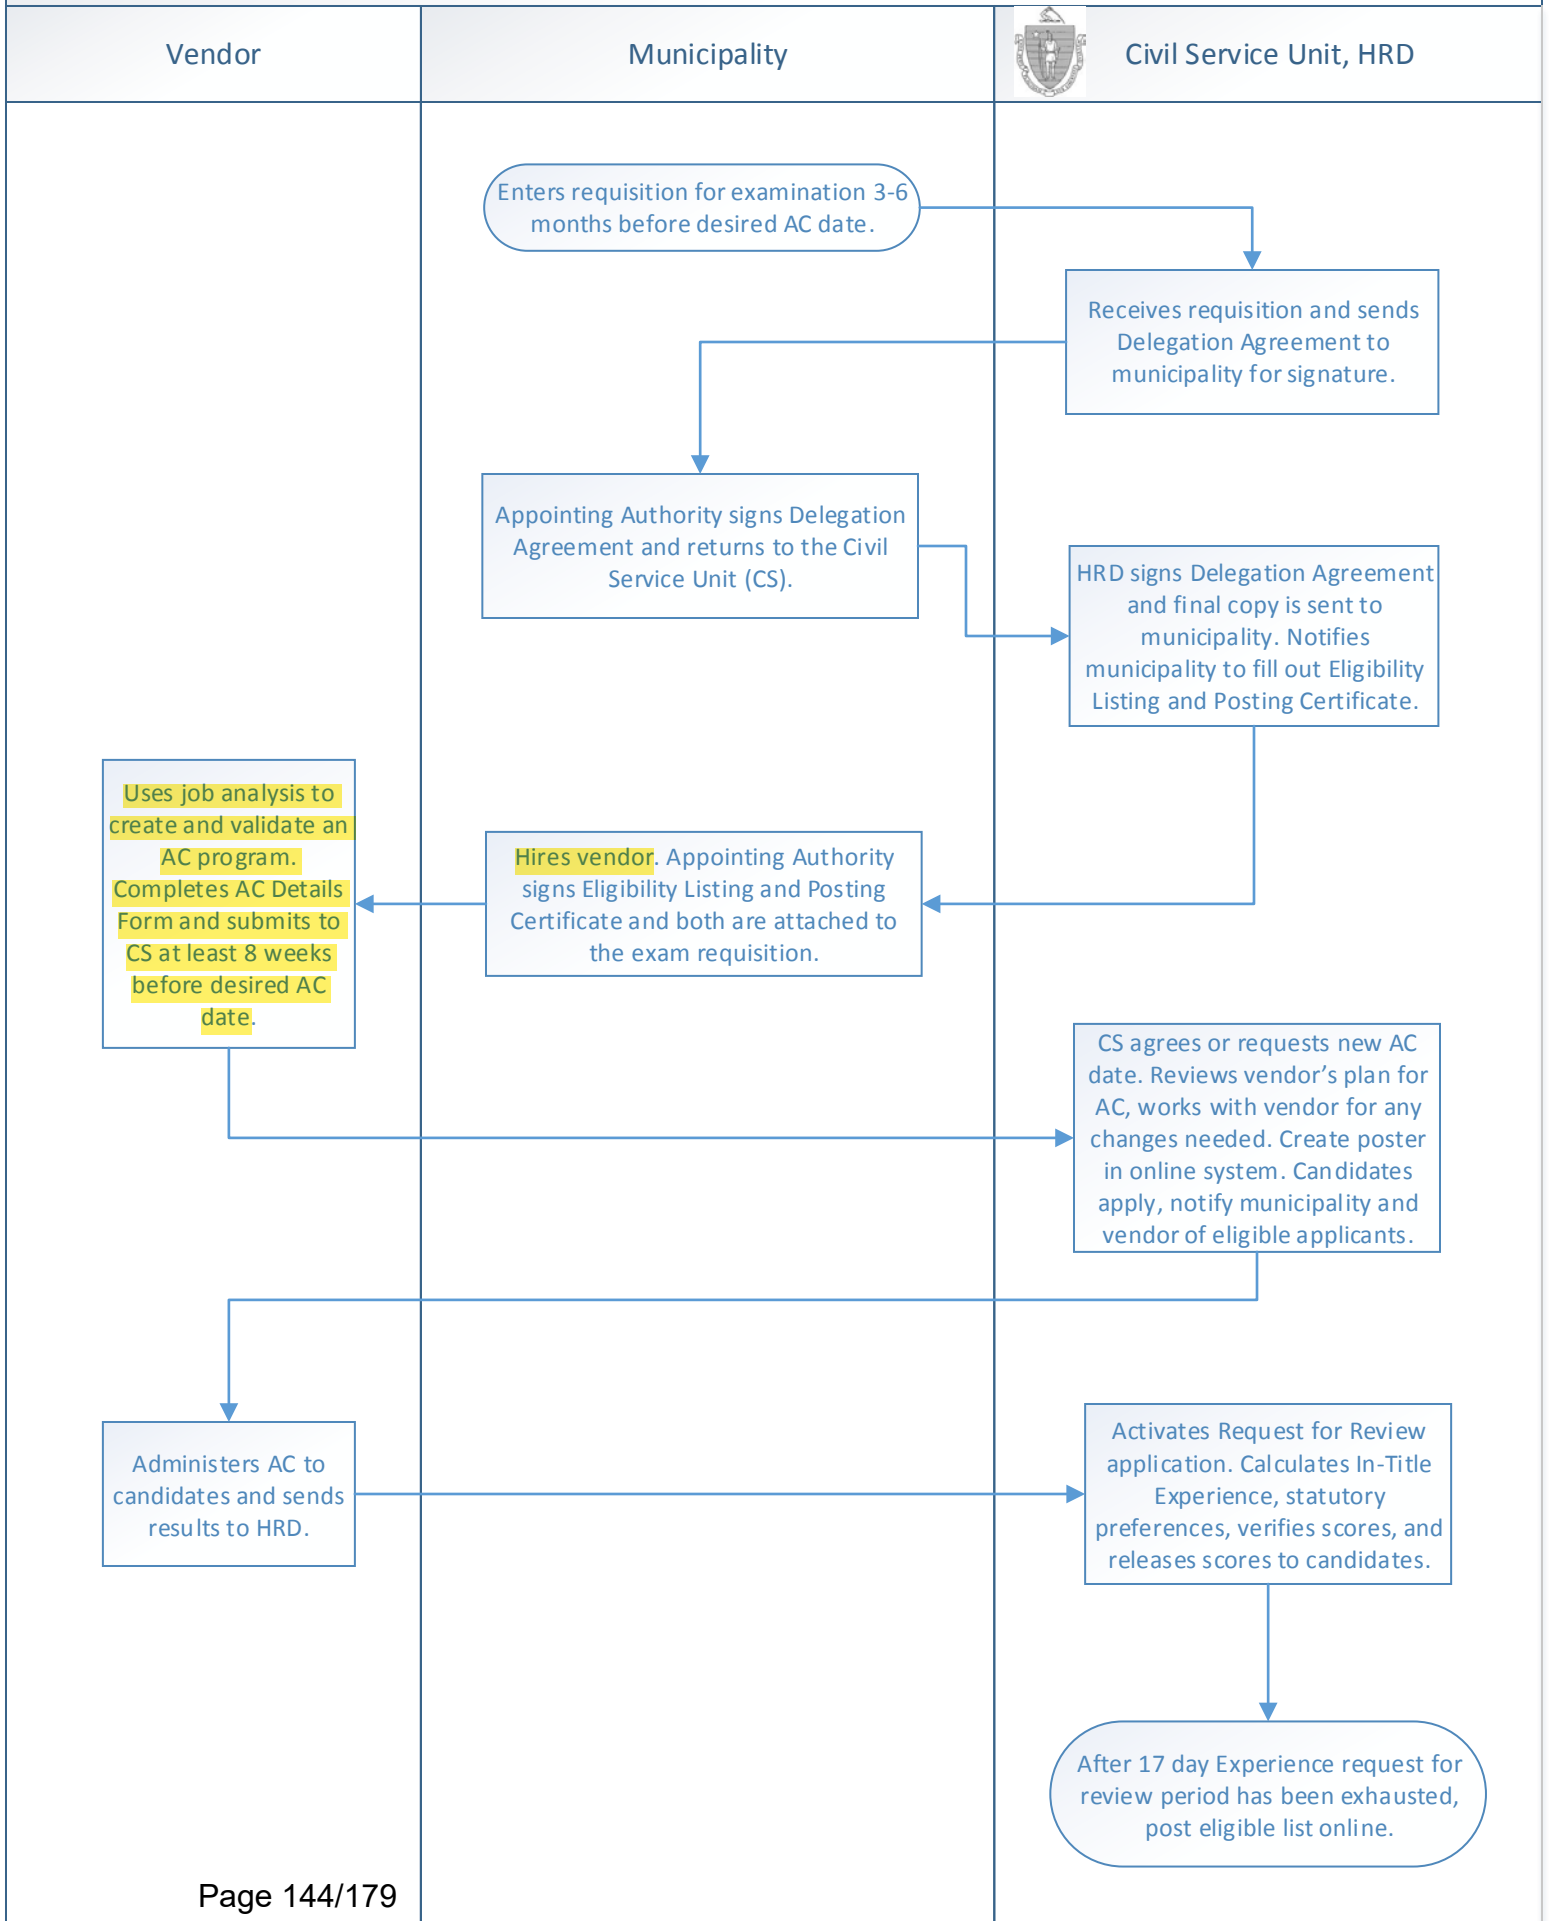 Vendor
Municipality
Civil Service Unit, HRD
Enters requisition for examination 3-6
months before desired AC date.
Receives requisition and sends
Delegation Agreement to
municipality for signature.
Appointing Authority signs Delegation
Agreement and returns to the Civil
Service Unit (CS).
HRD signs Delegation Agreement
and final copy is sent to
municipality. Notifies
municipality to fill out Eligibility
Listing and Posting Certificate.
Hires vendor. Appointing Authority
signs Eligibility Listing and Posting
Certificate and both are attached to
the exam requisition.
Uses job analysis to
create and validate an
AC program.
Completes AC Details
Form and submits to
CS at least 8 weeks
before desired AC
date.
CS agrees or requests new AC
date. Reviews vendor’s plan for
AC, works with vendor for any
changes needed. Create poster
in online system. Candidates
apply, notify municipality and
vendor of eligible applicants.
Administers AC to
candidates and sends
results to HRD.
Activates Request for Review
application. Calculates In-Title
Experience, statutory
preferences, verifies scores, and
releases scores to candidates.
After 17 day Experience request for
review period has been exhausted,
post eligible list online.
Page 144/179